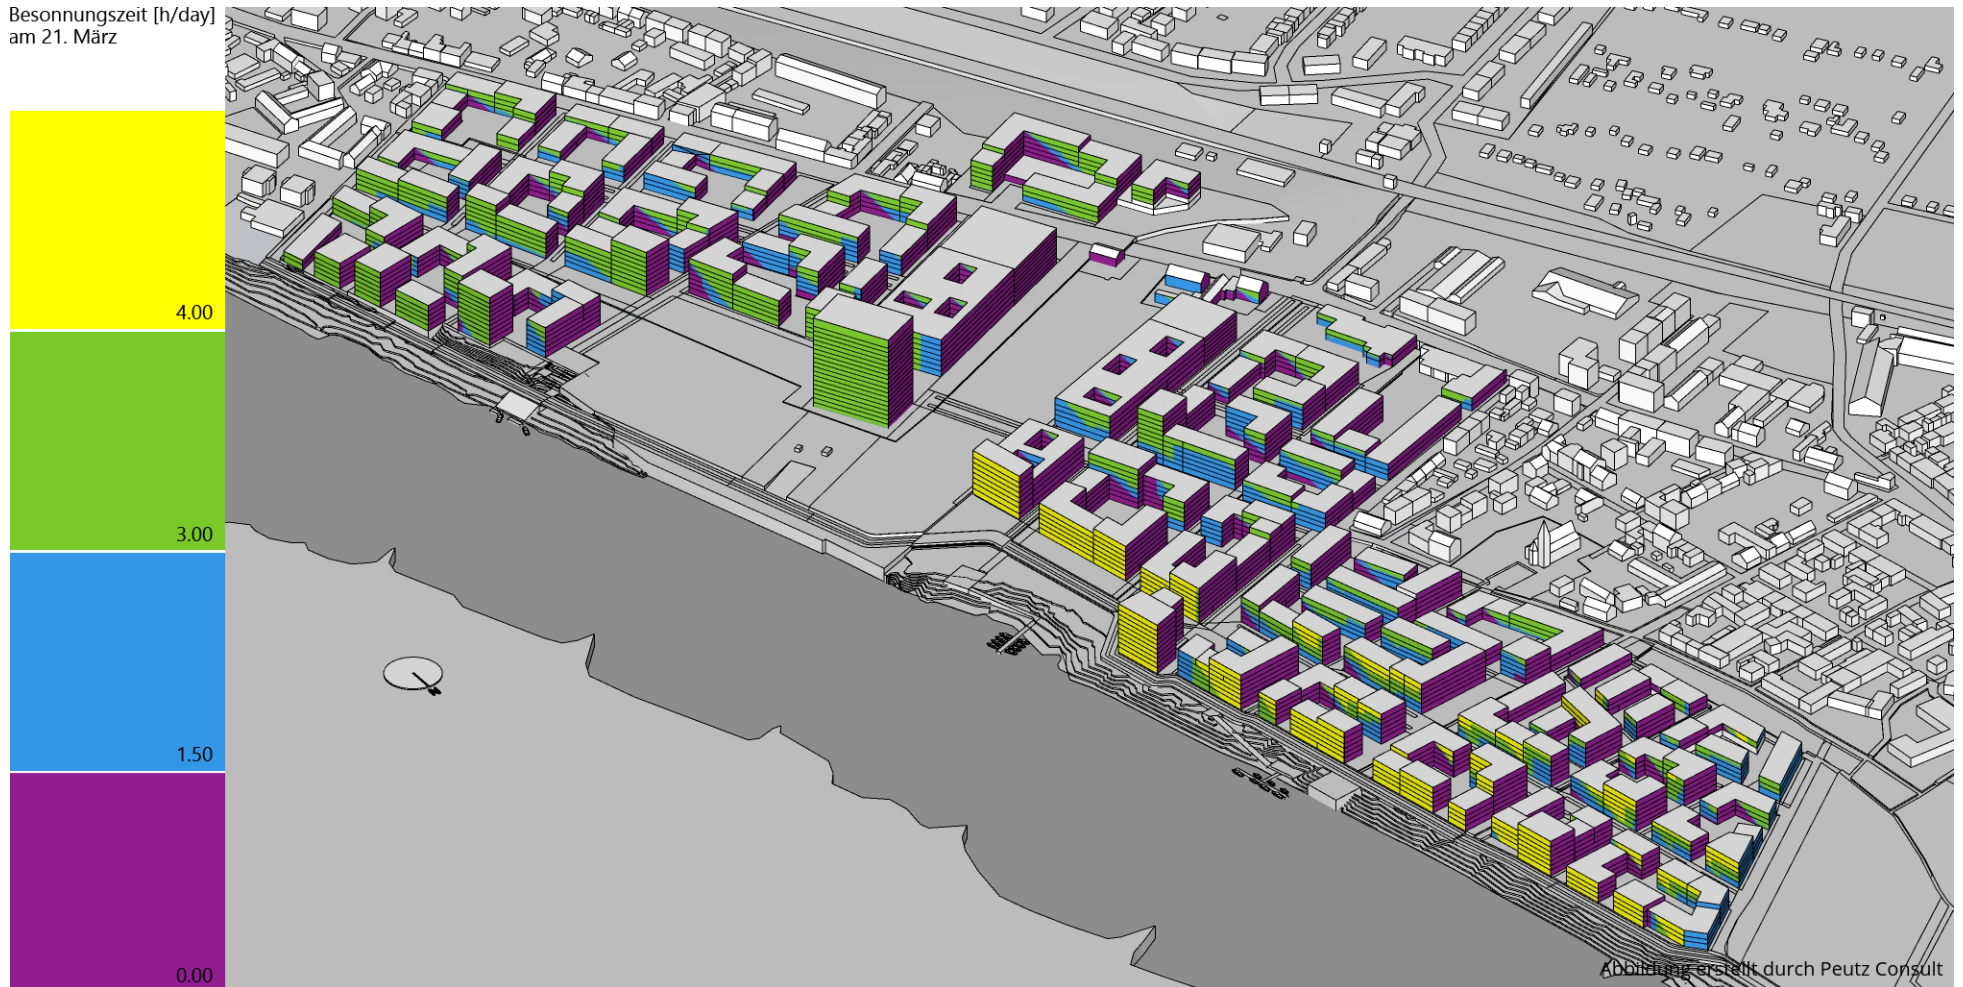 Besonnungszeit [h/day]
am 21. März
4.00
3.00
1.50
0.00
N
Abbildung erstellt durch Peutz Consult